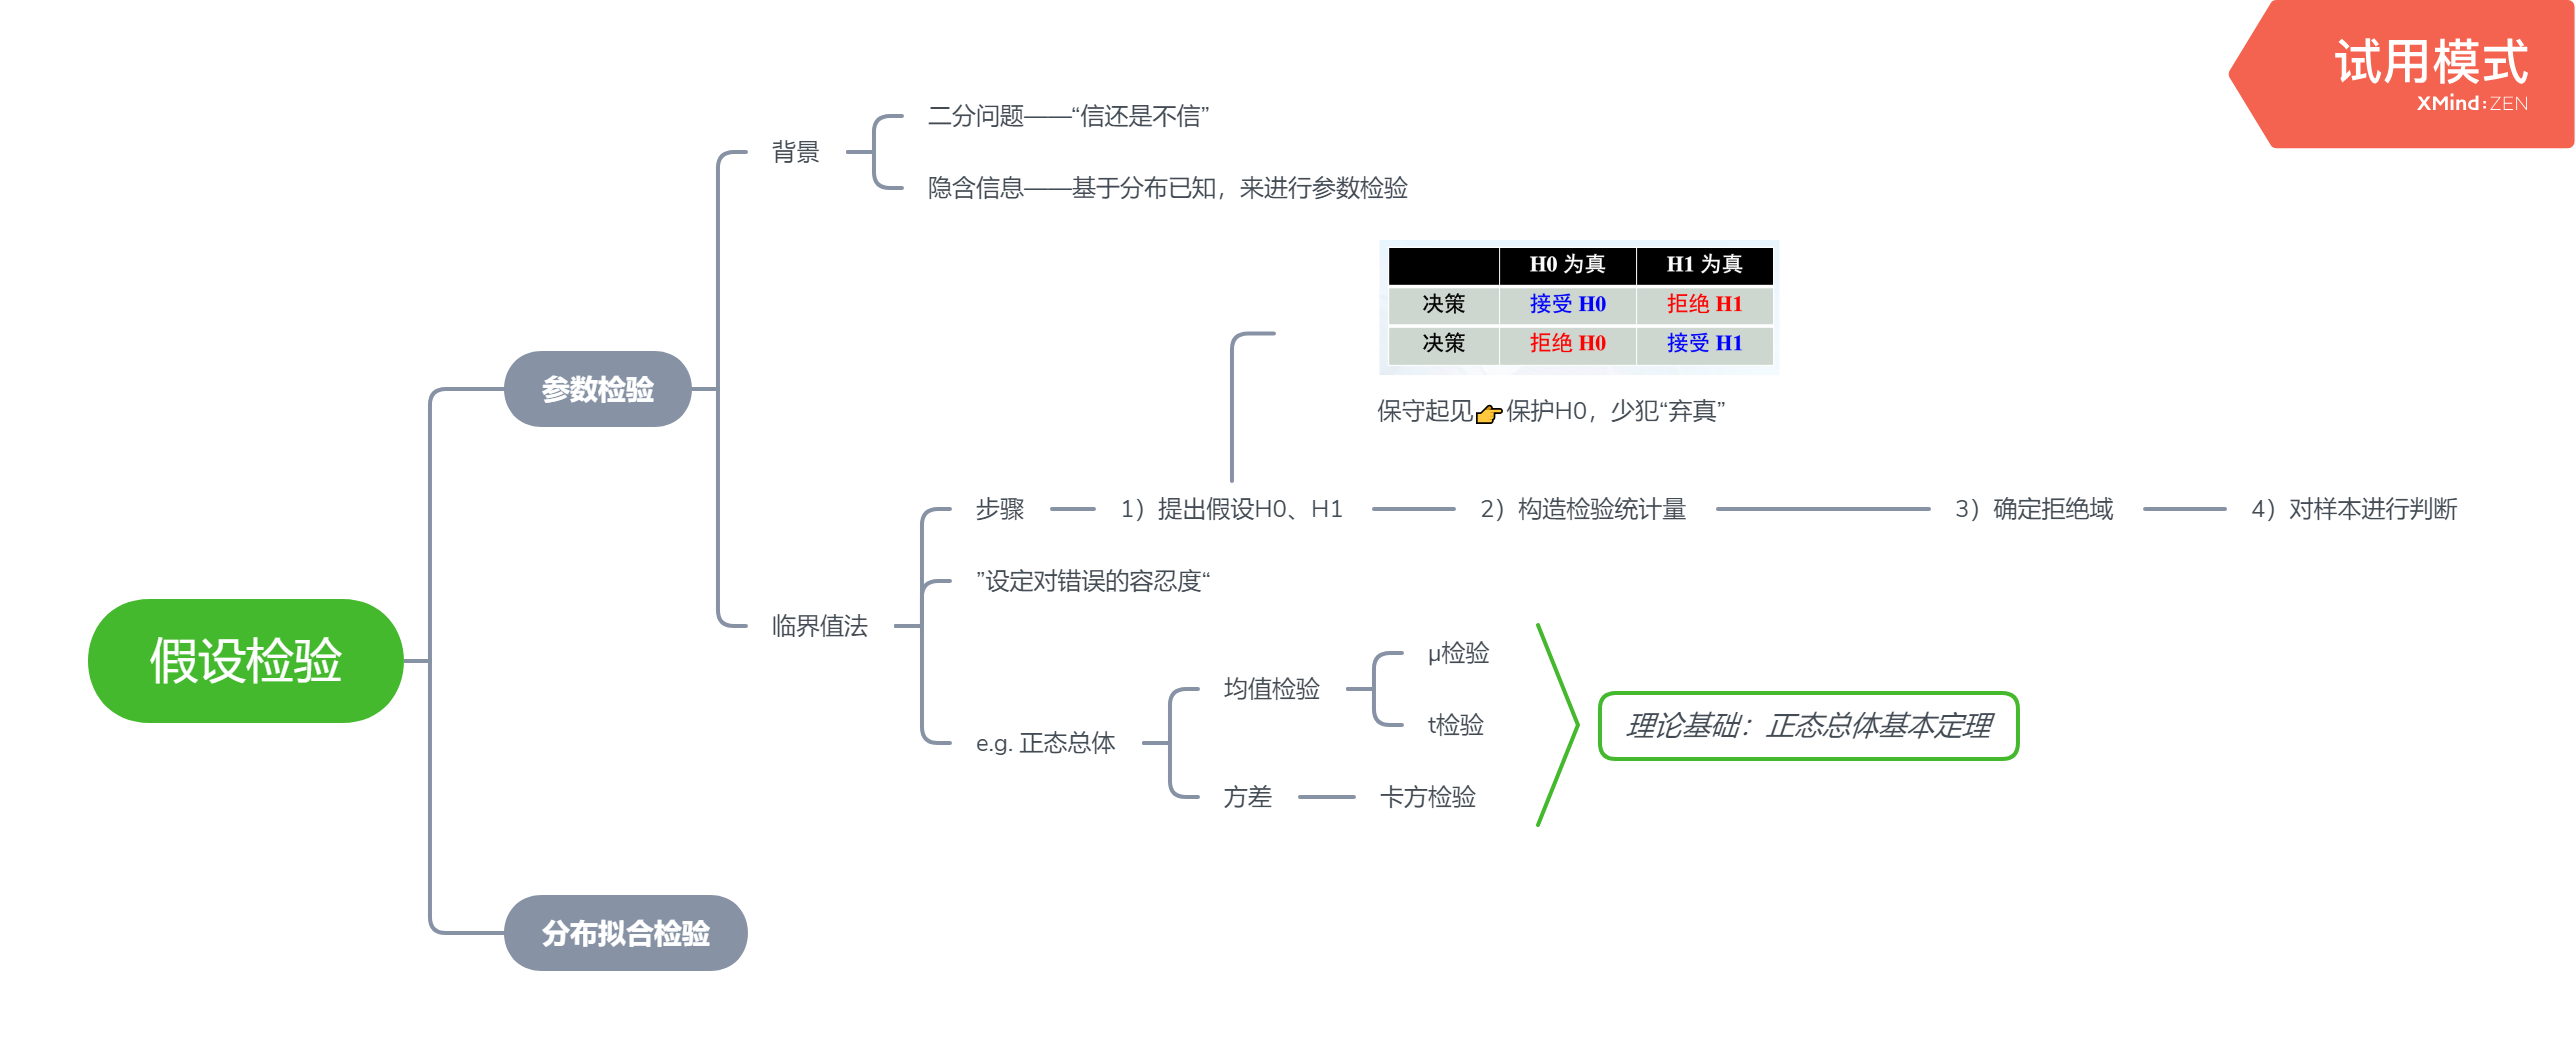 试用模式
XMind:ZEN
二分问题——“信还是不信”
背景
隐含信息——基于分布已知，来进行参数检验
H0 为真 H1 为真
决策 接受 H0 拒绝 H1
决策 拒绝 H0 接受 H1
参数检验
保守起见👉保护H0，少犯“弃真”
步骤 1）提出假设H0、H1 2）构造检验统计量 3）确定拒绝域 4）对样本进行判断
”设定对错误的容忍度“
临界值法
μ检验
假设检验
均值检验
t检验
理论基础：正态总体基本定理
e.g. 正态总体
方差 卡方检验
分布拟合检验